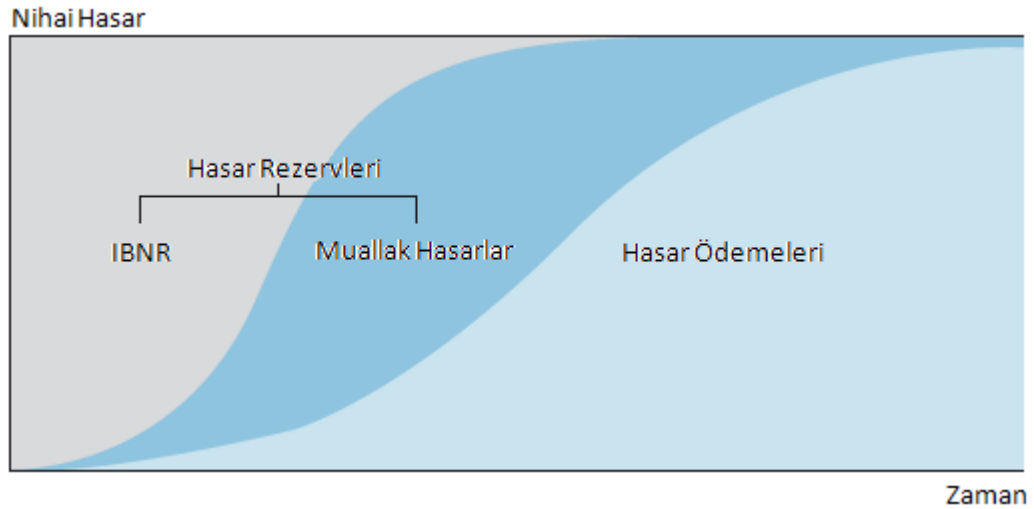 Nihai Hasar
Hasar Rezervleri
IBNR
Muallak Hasarlar
Hasar Ödemeleri
Zaman